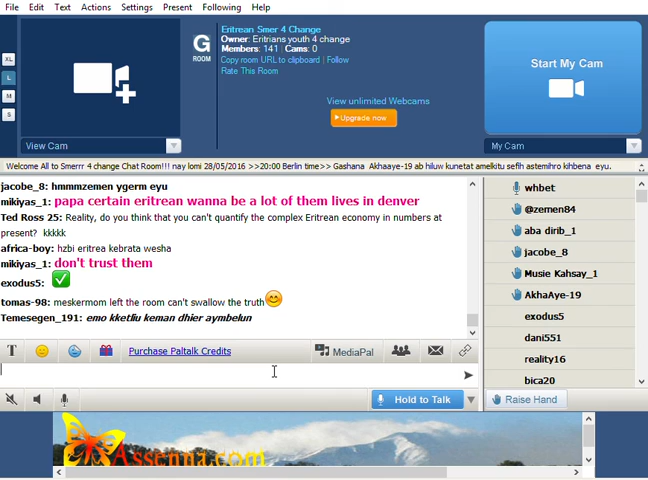 File Edit Text Actions Settings Present Following Help
XL
L
M
S
View Cam
G
ROOM
Eritrean Smer 4 Change
Owner: Eritrians youth 4 change
Members: 141 | Cams: 0
Copy room URL to clipboard | Follow
Rate This Room
View unlimited Webcams
Upgrade now
Start My Cam
My Cam
Welcome All to Smerrr 4 change Chat Room!!! nay lomi 28/05/2016 >>20:00 Berlin time>> Gashana Akhaaye-19 ab hiluw kunetat amelkitu sefih astemihro kihbena eyu.
jacobe_8: hmmmzemen ygerm eyu
mikiyas_1: papa certain eritrean wanna be a lot of them lives in denver
Ted Ross 25: Reality, do you think that you can't quantify the complex Eritrean economy in numbers at
present? kkkkk
africa-boy: hzbi eritrea kebrata wesha
mikiyas_1: don't trust them
exodus5:
tomas-98: meskermom left the room can't swallow the truth
Temesegen_191: emo kketliu keman dhier aymbelun
whbet
@zemen84
aba dirib_1
jacobe_8
Musie Kahsay_1
AkhaAye-19
exodus5
dani551
reality16
bica20
T
Purchase Paltalk Credits
MediaPal
Hold to Talk
Raise Hand
Assenna.com